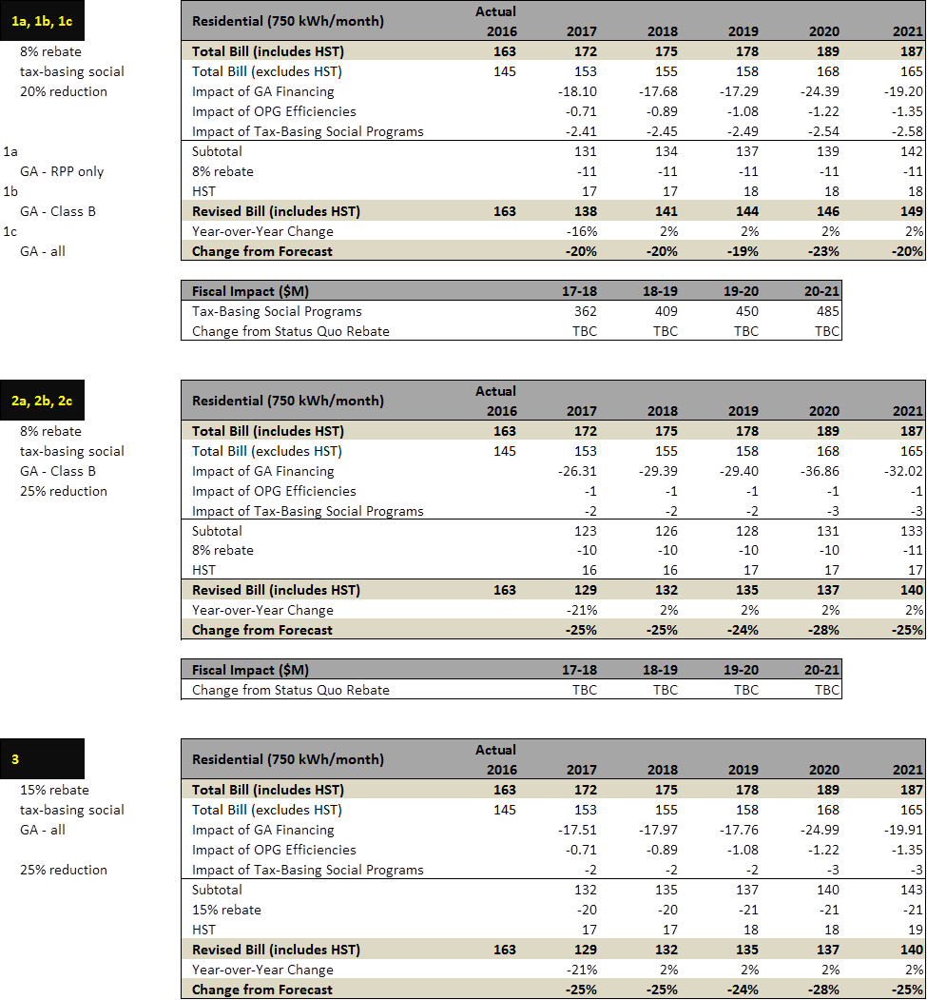 1a, 1b, 1c Residential (750 kWh/month) Actual
2016 2017 2018 2019 2020 2021
8% rebate Total Bill (includes HST) 163 172 175 178 189 187
tax-basing social Total Bill (excludes HST) 145 153 155 158 168 165
20% reduction Impact of GA Financing -18.10 -17.68 -17.29 -24.39 -19.20
Impact of OPG Efficiencies -0.71 -0.89 -1.08 -1.22 -1.35
Impact of Tax-Basing Social Programs -2.41 -2.45 -2.49 -2.54 -2.58
1a Subtotal 131 134 137 139 142
GA - RPP only 8% rebate -11 -11 -11 -11 -11
1b HST 17 17 18 18 18
GA - Class B Revised Bill (includes HST) 163 138 141 144 146 149
1c Year-over-Year Change -16% 2% 2% 2% 2%
GA - all Change from Forecast -20% -20% -19% -23% -20%
Fiscal Impact ($M) 17-18 18-19 19-20 20-21
Tax-Basing Social Programs 362 409 450 485
Change from Status Quo Rebate TBC TBC TBC TBC
2a, 2b, 2c Residential (750 kWh/month) Actual
2016 2017 2018 2019 2020 2021
8% rebate Total Bill (includes HST) 163 172 175 178 189 187
tax-basing social Total Bill (excludes HST) 145 153 155 158 168 165
GA - Class B Impact of GA Financing -26.31 -29.39 -29.40 -36.86 -32.02
25% reduction Impact of OPG Efficiencies -1 -1 -1 -1 -1
Impact of Tax-Basing Social Programs -2 -2 -2 -3 -3
Subtotal 123 126 128 131 133
8% rebate -10 -10 -10 -10 -11
HST 16 16 17 17 17
Revised Bill (includes HST) 163 129 132 135 137 140
Year-over-Year Change -21% 2% 2% 2% 2%
Change from Forecast -25% -25% -24% -28% -25%
Fiscal Impact ($M) 17-18 18-19 19-20 20-21
Change from Status Quo Rebate TBC TBC TBC TBC
3 Residential (750 kWh/month) Actual
2016 2017 2018 2019 2020 2021
15% rebate Total Bill (includes HST) 163 172 175 178 189 187
tax-basing social Total Bill (excludes HST) 145 153 155 158 168 165
GA - all Impact of GA Financing -17.51 -17.97 -17.76 -24.99 -19.91
Impact of OPG Efficiencies -0.71 -0.89 -1.08 -1.22 -1.35
25% reduction Impact of Tax-Basing Social Programs -2 -2 -2 -3 -3
Subtotal 132 135 137 140 143
15% rebate -20 -20 -21 -21 -21
HST 17 17 18 18 19
Revised Bill (includes HST) 163 129 132 135 137 140
Year-over-Year Change -21% 2% 2% 2% 2%
Change from Forecast -25% -25% -24% -28% -25%